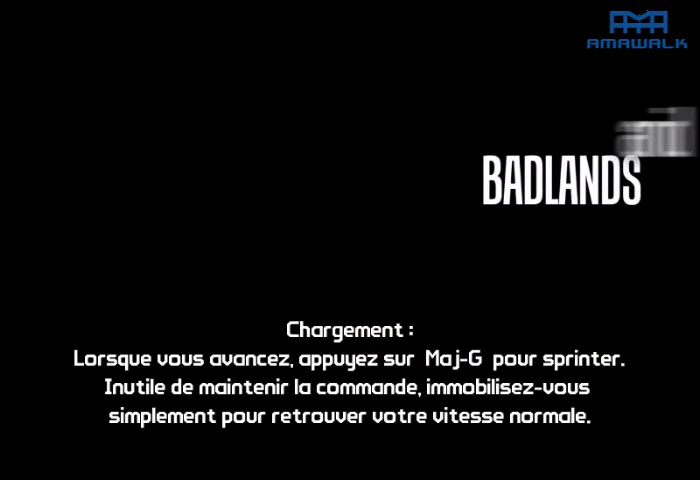 AMAWALK
BADLANDS
Chargement :
Lorsque vous avancez, appuyez sur Maj-G pour sprinter.
Inutile de maintenir la commande, immobilisez-vous
simplement pour retrouver votre vitesse normale.